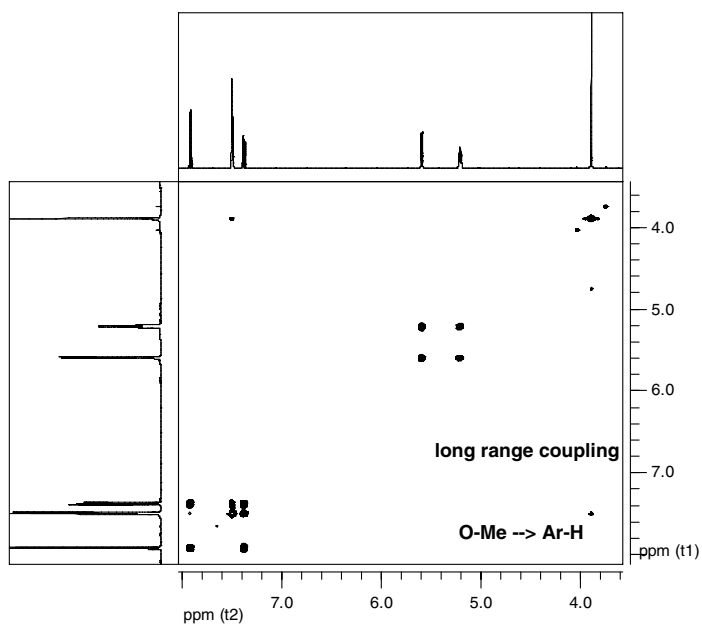 4.0
5.0
6.0
long range coupling
7.0
O-Me --> Ar-H
ppm (t1)
7.0 6.0 5.0 4.0
ppm (t2)